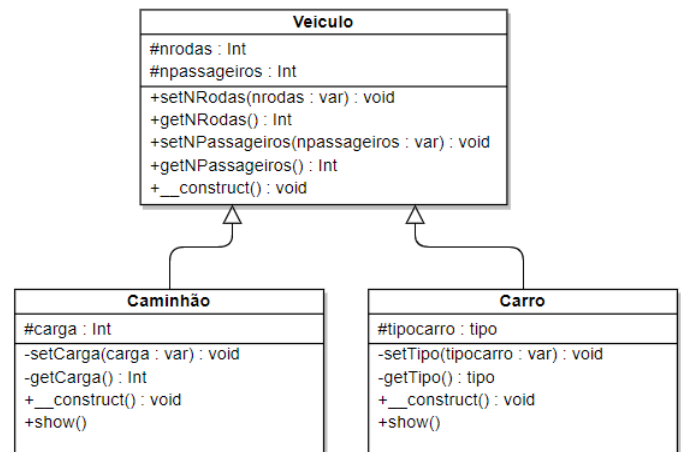 Veiculo
#nrodas : Int
#npassageiros : Int
+setNRodas(nrodas : var) : void
+getNRodas() : Int
+setNPassageiros(npassageiros : var) : void
+getNPassageiros() : Int
+__construct() : void
Caminhão
#carga : Int
-setCarga(carga : var) : void
-getCarga() : Int
+__construct() : void
+show()
Carro
#tipocarro : tipo
-setTipo(tipocarro : var) : void
-getTipo() : tipo
+__construct() : void
+show()